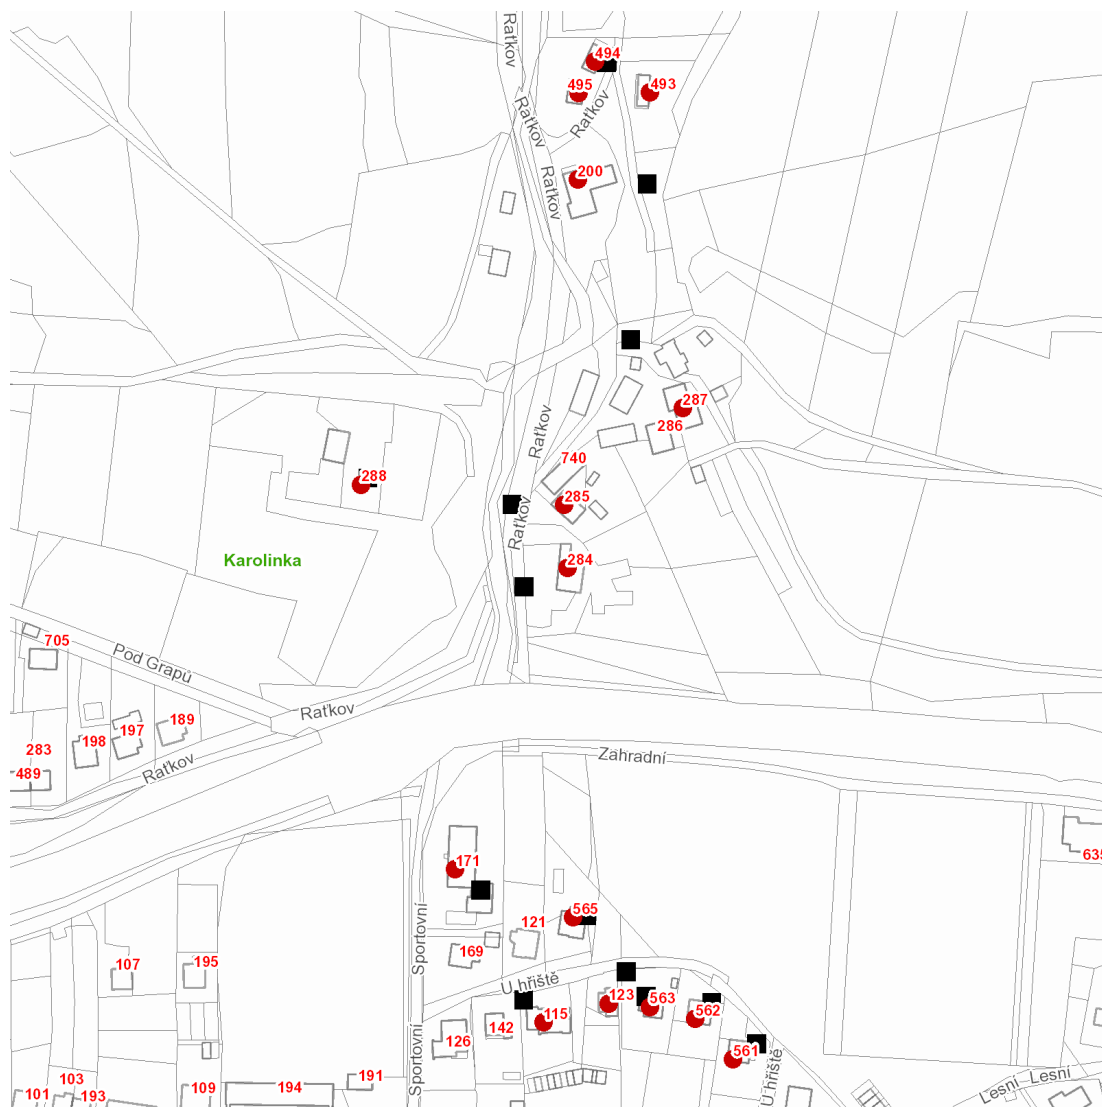 Raťkov
494
495
493
Raťkov
Raťkov
200
Raťkov
287
286
Raťkov
740
288
285
Raťkov
Karolinka
284
705
Pod Grapú
Raťkov
189
197
198
283
Zahradní
Raťkov
489
635
171
565
121
Sportovní
169
195
107
U hřiště
123
563
562
115
142
126
561
Sportovní
U hřiště
191
103
109
194
101
193
Lesní
Lesní